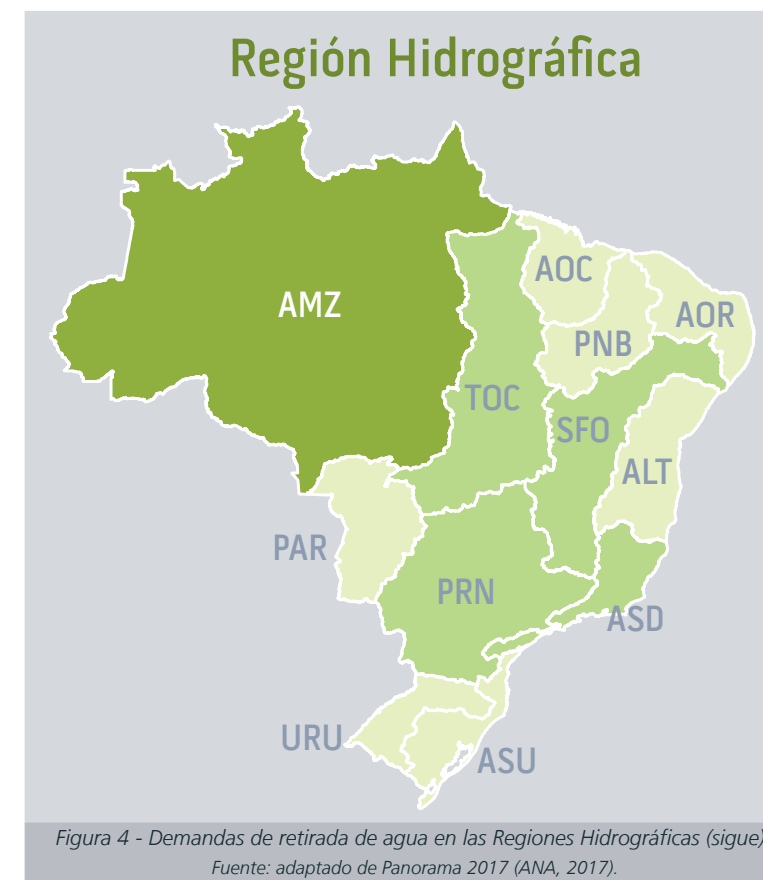 Región Hidrográfica
AMZ
AOC
AOR
PNB
TOC
SFO
ALT
PAR
PRN
ASD
URU
ASU
Figura 4 - Demandas de retirada de agua en las Regiones Hidrográficas (sigue)
Fuente: adaptado de Panorama 2017 (ANA, 2017).